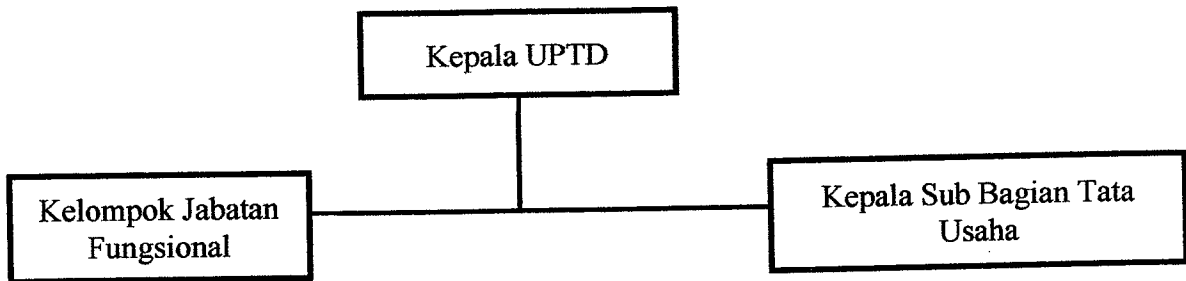 Kepala UPTD
Kelompok Jabatan
Fungsional
Kepala Sub Bagian Tata
Usaha